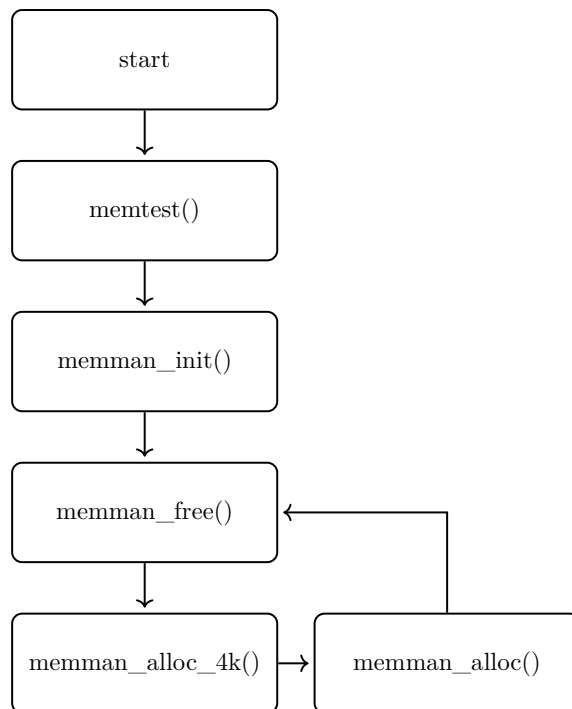 start
memtest()
memman_init()
memman_free()
memman_alloc_4k()
memman_alloc()